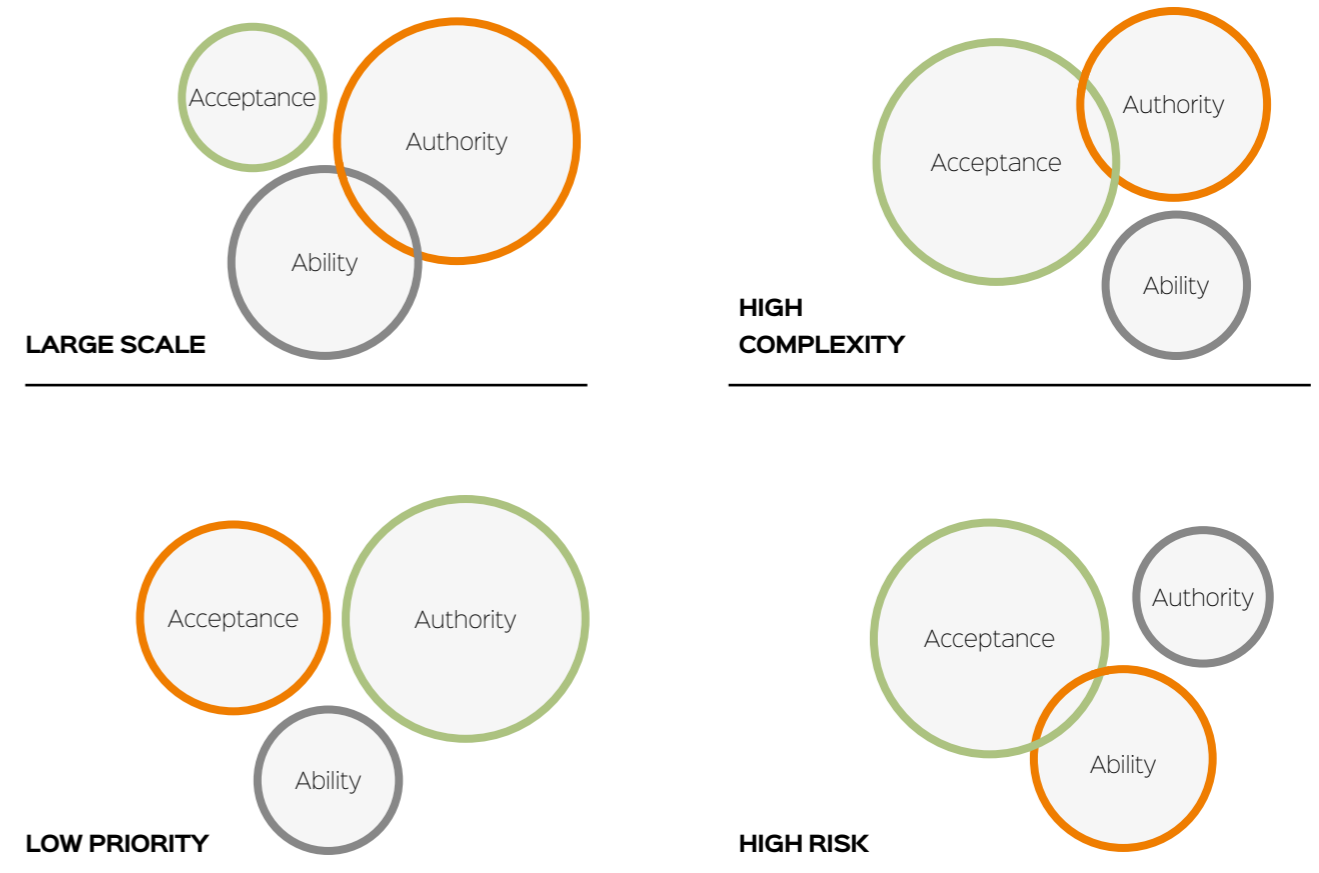 Acceptance
Authority
Ability
LARGE SCALE
Acceptance
Authority
Ability
HIGH
COMPLEXITY
Acceptance
Authority
Ability
LOW PRIORITY
Acceptance
Authority
Ability
HIGH RISK